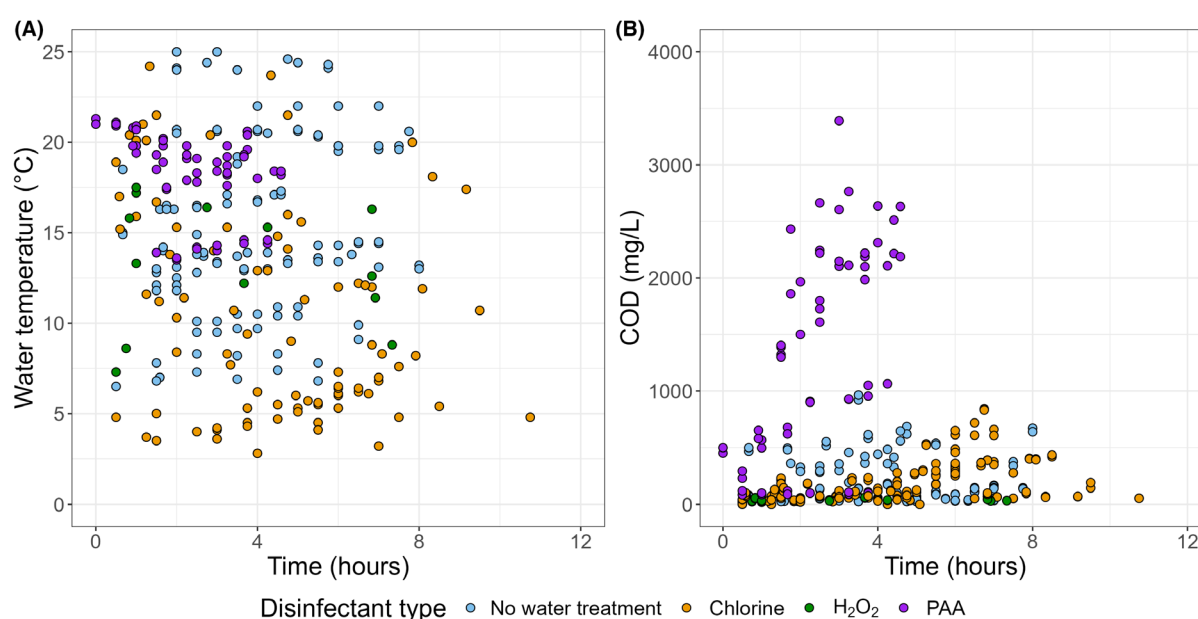 (A)
(B)
Water temperature (°C)
25
20
15
10
5
0
0 4 8 12
Time (hours)
COD (mg/L)
4000
3000
2000
1000
0
0 4 8 12
Time (hours)
Disinfectant type No water treatment Chlorine H₂O₂ PAA